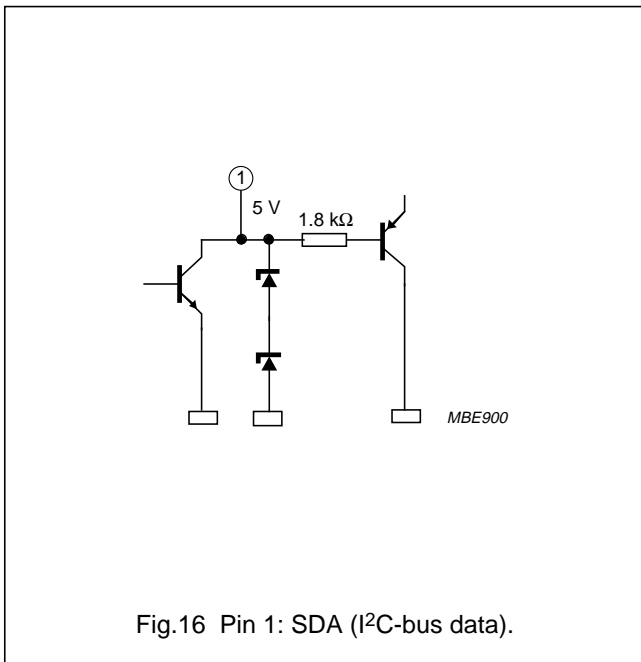 1
5 V
1.8 kΩ
MBE900
Fig.16 Pin 1: SDA (I²C-bus data).